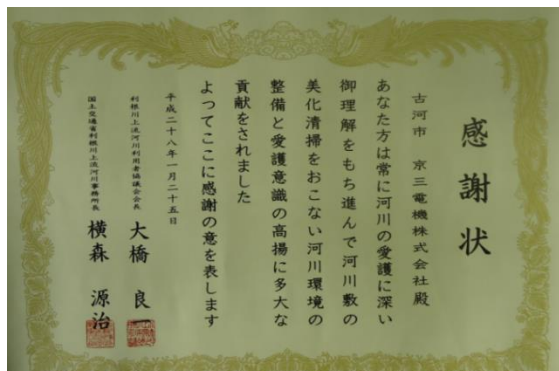 感謝状
古河市 京三電機株式会社殿
あなた方は常に河川の愛護に深い
御理解をもち進んで河川敷の
美化清掃をおこない河川環境の
整備と愛護意識の高揚に多大な
貢献をされました
よってここに感謝の意を表します
平成二十八年一月二十五日
利根川上流河川利用者協議会会長
大橋 良一
国土交通省利根川上流河川事務所長
横森 源治